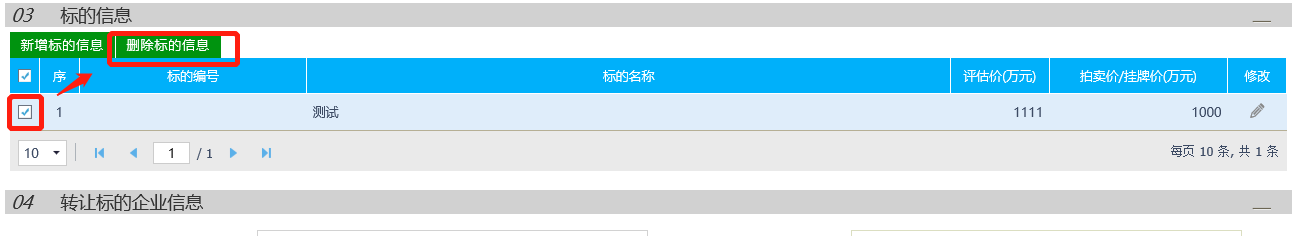 03 标的信息
新增标的信息 删除标的信息
序 标的编号 标的名称 评估价(万元) 拍卖价/挂牌价(万元) 修改
1 测试 1111 1000
10 1 / 1 每页 10 条, 共 1 条
04 转让标的企业信息